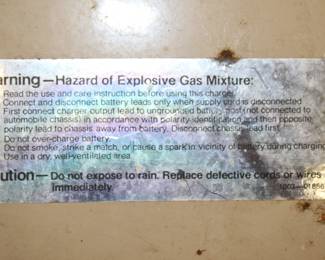 arning — Hazard of Explosive Gas Mixture:
Read the use and care instruction before using this charger.
Connect and disconnect battery leads only when supply cord is disconnected
First connect charger output lead to ungrounded battery post (not connected to
automobile chassis) in accordance with polarity identification and then opposite
polarity lead to chassis away from battery. Disconnect chassis lead first.
Do not over-charge battery.
Do not smoke, strike a match, or cause a spark in vicinity of battery during charging
Use in a dry, well-ventilated area.
ution — Do not expose to rain. Replace defective cords or wires
immediately.